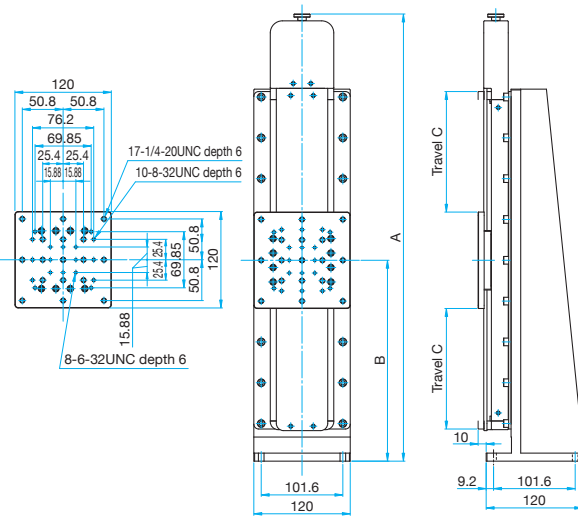 120
50.8 50.8
76.2
69.85
25.4 25.4
15.88 15.88
17-1/4-20UNC depth 6
10-8-32UNC depth 6
25.4 25.4
15.88
69.85
50.8 50.8
120
8-6-32UNC depth 6
A
B
101.6
120
Travel C
Travel C
10
9.2 101.6
120